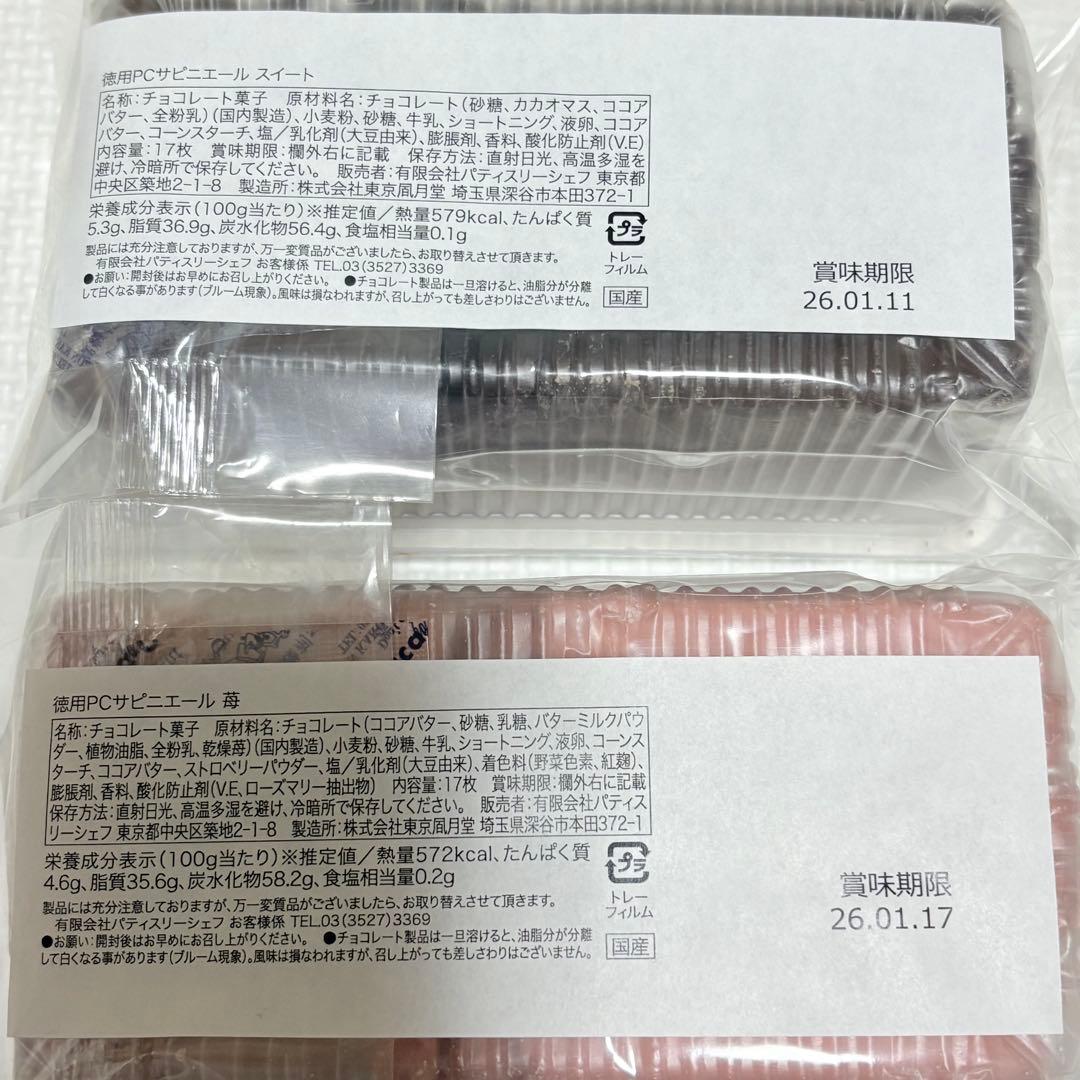 徳用PCサピニエール スイート
名称：チョコレート菓子　原材料名：チョコレート（砂糖、カカオマス、ココア
バター、全粉乳）（国内製造）、小麦粉、砂糖、牛乳、ショートニング、液卵、ココア
バター、コーンスターチ、塩／乳化剤（大豆由来）、膨脹剤、香料、酸化防止剤（V.E）
内容量：17枚　賞味期限：欄外右に記載　保存方法：直射日光、高温多湿を
避け、冷暗所で保存してください。　販売者：有限会社パティスリーシェフ 東京都
中央区築地2-1-8　製造所：株式会社東京凮月堂 埼玉県深谷市本田372-1
栄養成分表示（100g当たり）※推定値／熱量579kcal、たんぱく質
5.3g、脂質36.9g、炭水化物56.4g、食塩相当量0.1g
製品には充分注意しておりますが、万一変質品がございましたら、お取り替えさせて頂きます。
有限会社パティスリーシェフ お客様係 TEL.03（3527）3369
●お願い：開封後はお早めにお召し上がりください。　●チョコレート製品は一旦溶けると、油脂分が分離
して白くなる事があります（ブルーム現象）。風味は損なわれますが、召し上がっても差しさわりはございません。
プラ
トレー
フィルム
国産
賞味期限
26.01.11
徳用PCサピニエール 苺
名称：チョコレート菓子　原材料名：チョコレート（ココアバター、砂糖、乳糖、バターミルクパウ
ダー、植物油脂、全粉乳、乾燥苺）（国内製造）、小麦粉、砂糖、牛乳、ショートニング、液卵、コーンス
ターチ、ココアバター、ストロベリーパウダー、塩／乳化剤（大豆由来）、着色料（野菜色素、紅麹）、
膨脹剤、香料、酸化防止剤（V.E、ローズマリー抽出物）　内容量：17枚　賞味期限：欄外右に記載
保存方法：直射日光、高温多湿を避け、冷暗所で保存してください。　販売者：有限会社パティス
リーシェフ 東京都中央区築地2-1-8　製造所：株式会社東京凮月堂 埼玉県深谷市本田372-1
栄養成分表示（100g当たり）※推定値／熱量572kcal、たんぱく質
4.6g、脂質35.6g、炭水化物58.2g、食塩相当量0.2g
製品には充分注意しておりますが、万一変質品がございましたら、お取り替えさせて頂きます。
有限会社パティスリーシェフ お客様係 TEL.03（3527）3369
●お願い：開封後はお早めにお召し上がりください。　●チョコレート製品は一旦溶けると、油脂分が分離
して白くなる事があります（ブルーム現象）。風味は損なわれますが、召し上がっても差しさわりはございません。
プラ
トレー
フィルム
国産
賞味期限
26.01.17